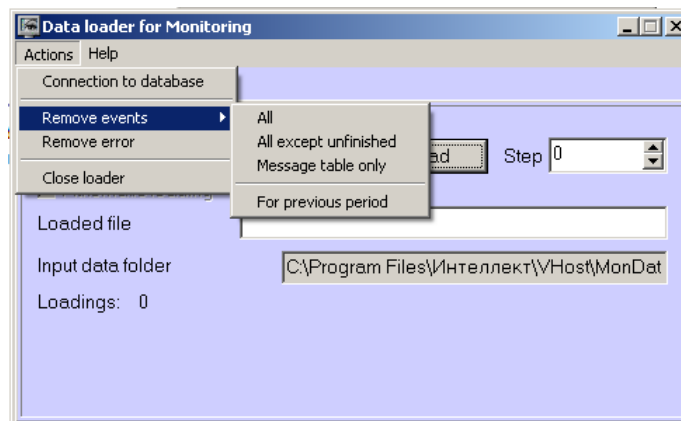 Data loader for Monitoring
Actions Help
Connection to database
Remove events
Remove error
Close loader
All
All except unfinished
Message table only
For previous period
Step 0
Loaded file
Input data folder C:\Program Files\Интеллект\VHost\MonDat
Loadings: 0